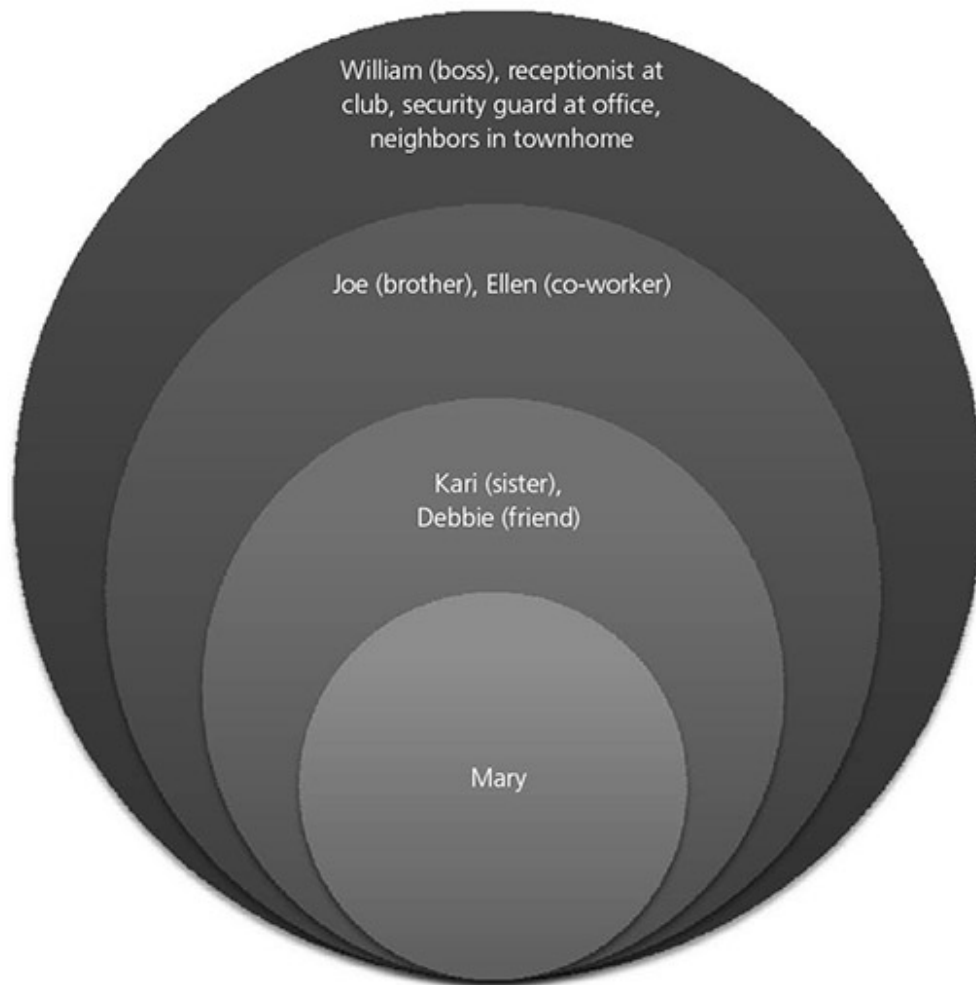 William (boss), receptionist at
club, security guard at office,
neighbors in townhome
Joe (brother), Ellen (co-worker)
Kari (sister),
Debbie (friend)
Mary